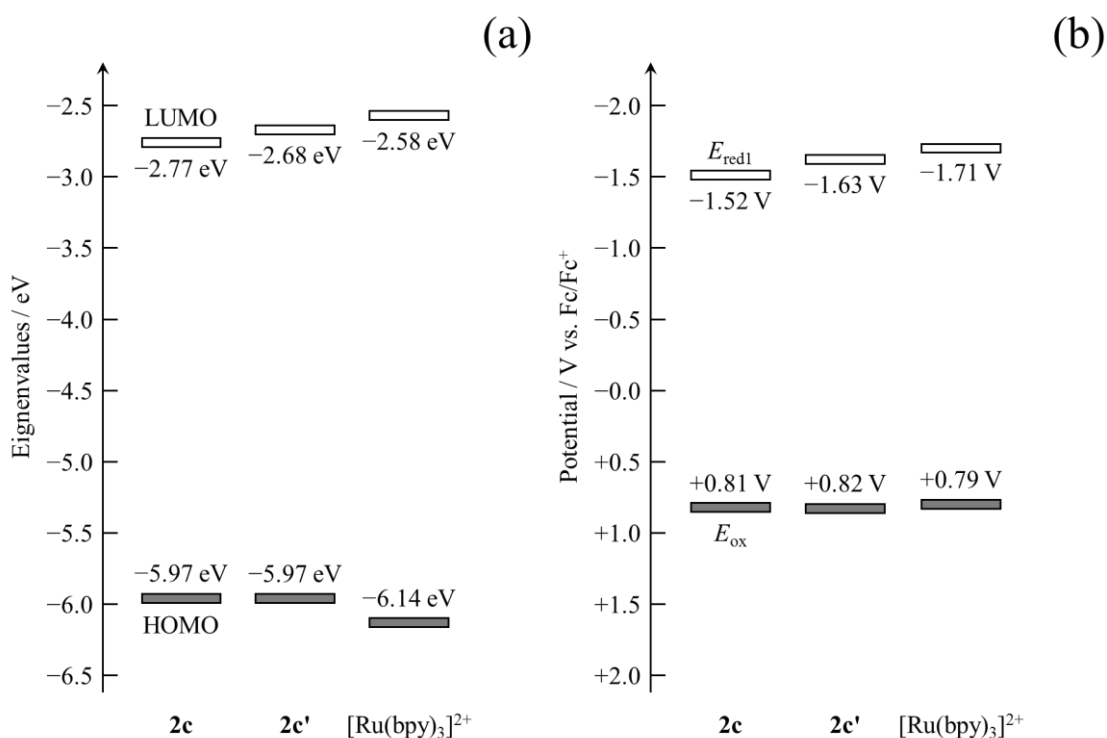 (a)
Eignenvalues / eV
−2.5
−3.0
−3.5
−4.0
−4.5
−5.0
−5.5
−6.0
−6.5
LUMO
−2.77 eV
−2.68 eV
−2.58 eV
−5.97 eV
−5.97 eV
−6.14 eV
HOMO
2c
2c'
[Ru(bpy)₃]²⁺
(b)
Potential / V vs. Fc/Fc⁺
−2.0
−1.5
−1.0
−0.5
−0.0
+0.5
+1.0
+1.5
+2.0
E_red1
−1.52 V
−1.63 V
−1.71 V
+0.81 V
+0.82 V
+0.79 V
E_ox
2c
2c'
[Ru(bpy)₃]²⁺